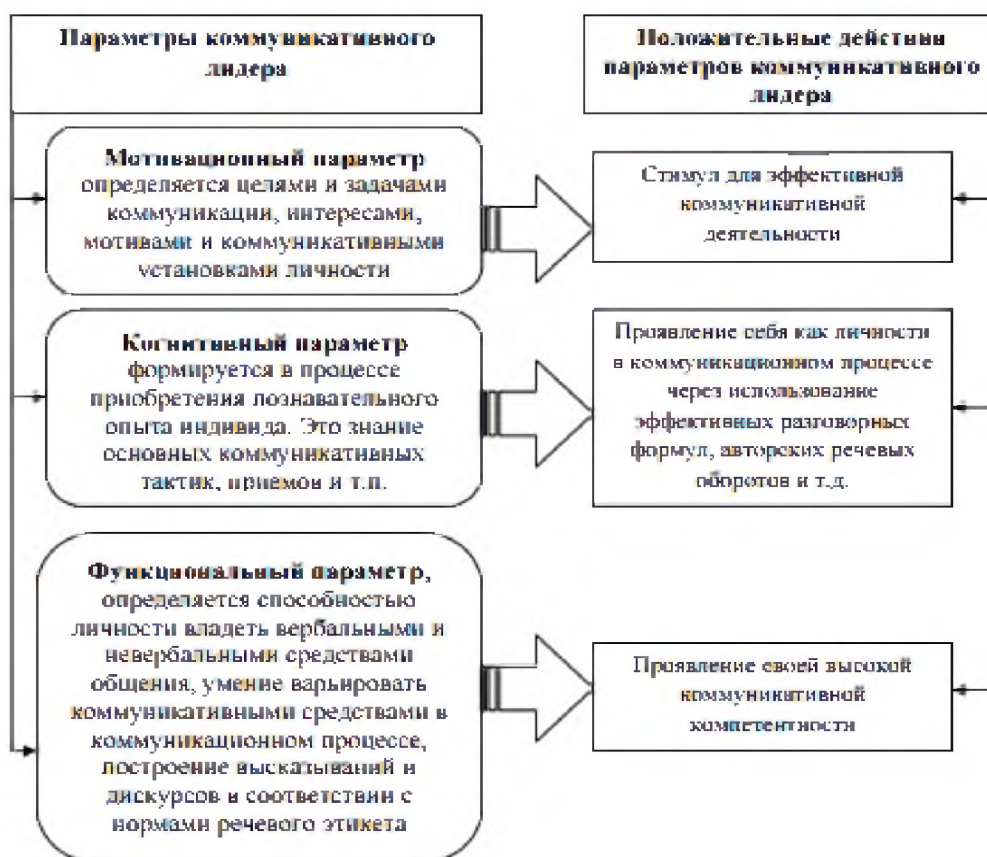 Параметры коммуникативного
лидера
Положительные действия
параметров коммуникативного
лидера
Мотивационный параметр
определяется целями и задачами
коммуникации, интересами,
мотивами и коммуникативными
установками личности
Стимул для эффективной
коммуникативной
деятельности
Когнитивный параметр
формируется в процессе
приобретения познавательного
опыта индивида. Это знание
основных коммуникативных
тактик, приемов и т.п.
Проявление себя как личности
в коммуникационном процессе
через использование
эффективных разговорных
формул, авторских речевых
оборотов и т.д.
Функциональный параметр,
определяется способностью
личности владеть вербальными и
невербальными средствами
общения, умение варьировать
коммуникативными средствами в
коммуникационном процессе,
построение высказываний и
дискурсов в соответствии с
нормами речевого этикета
Проявление своей высокой
коммуникативной
компетентности